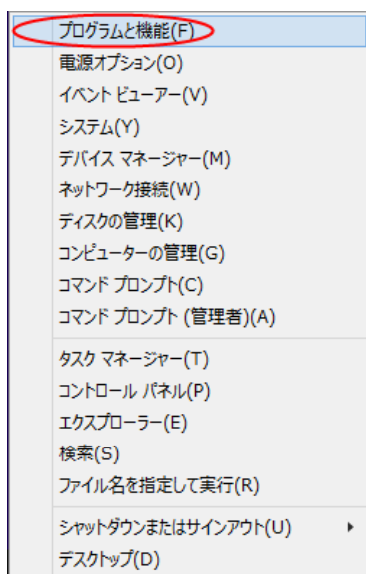 プログラムと機能(F)
電源オプション(O)
イベント ビューアー(V)
システム(Y)
デバイス マネージャー(M)
ネットワーク接続(W)
ディスクの管理(K)
コンピューターの管理(G)
コマンド プロンプト(C)
コマンド プロンプト (管理者)(A)
タスク マネージャー(T)
コントロール パネル(P)
エクスプローラー(E)
検索(S)
ファイル名を指定して実行(R)
シャットダウンまたはサインアウト(U)
デスクトップ(D)